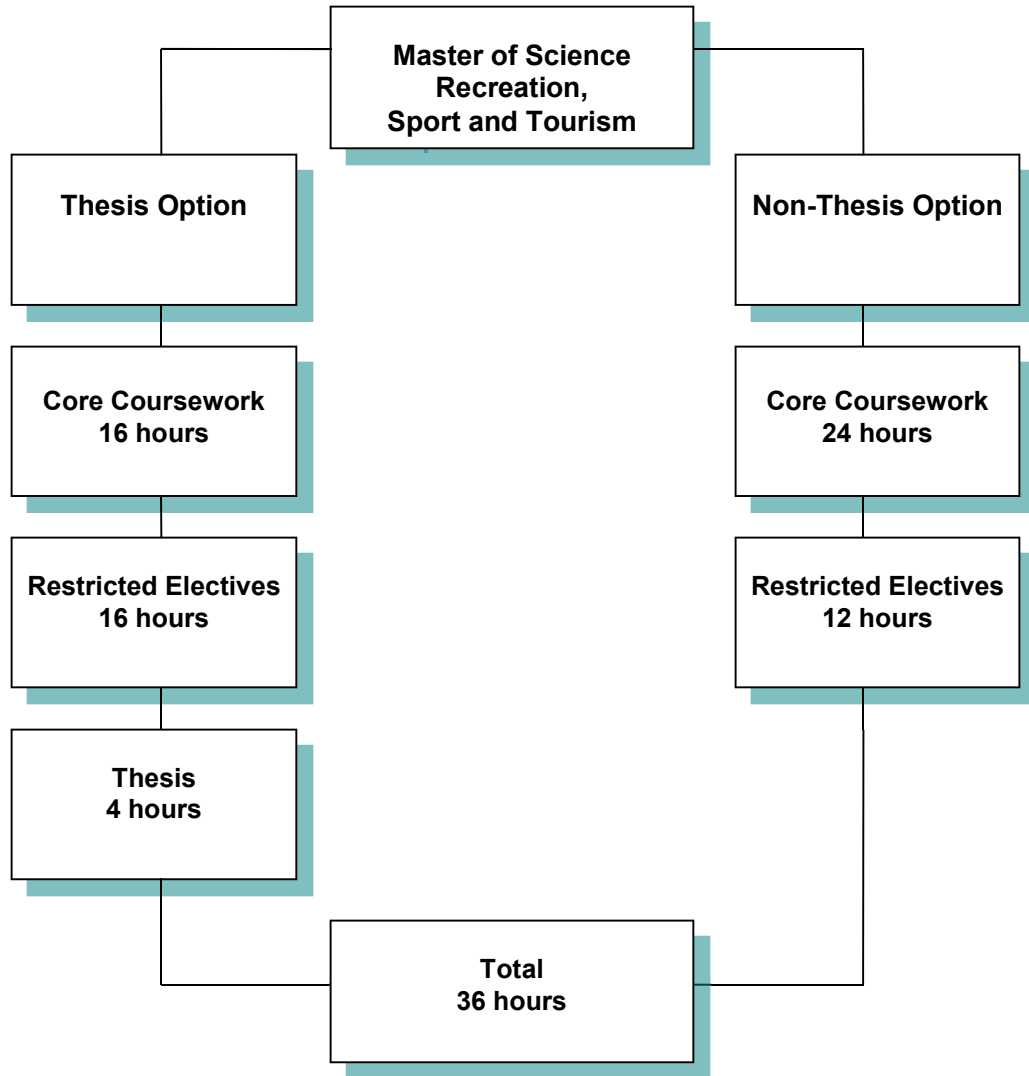 Master of Science
Recreation,
Sport and Tourism
Thesis Option
Non-Thesis Option
Core Coursework
16 hours
Core Coursework
24 hours
Restricted Electives
16 hours
Restricted Electives
12 hours
Thesis
4 hours
Total
36 hours